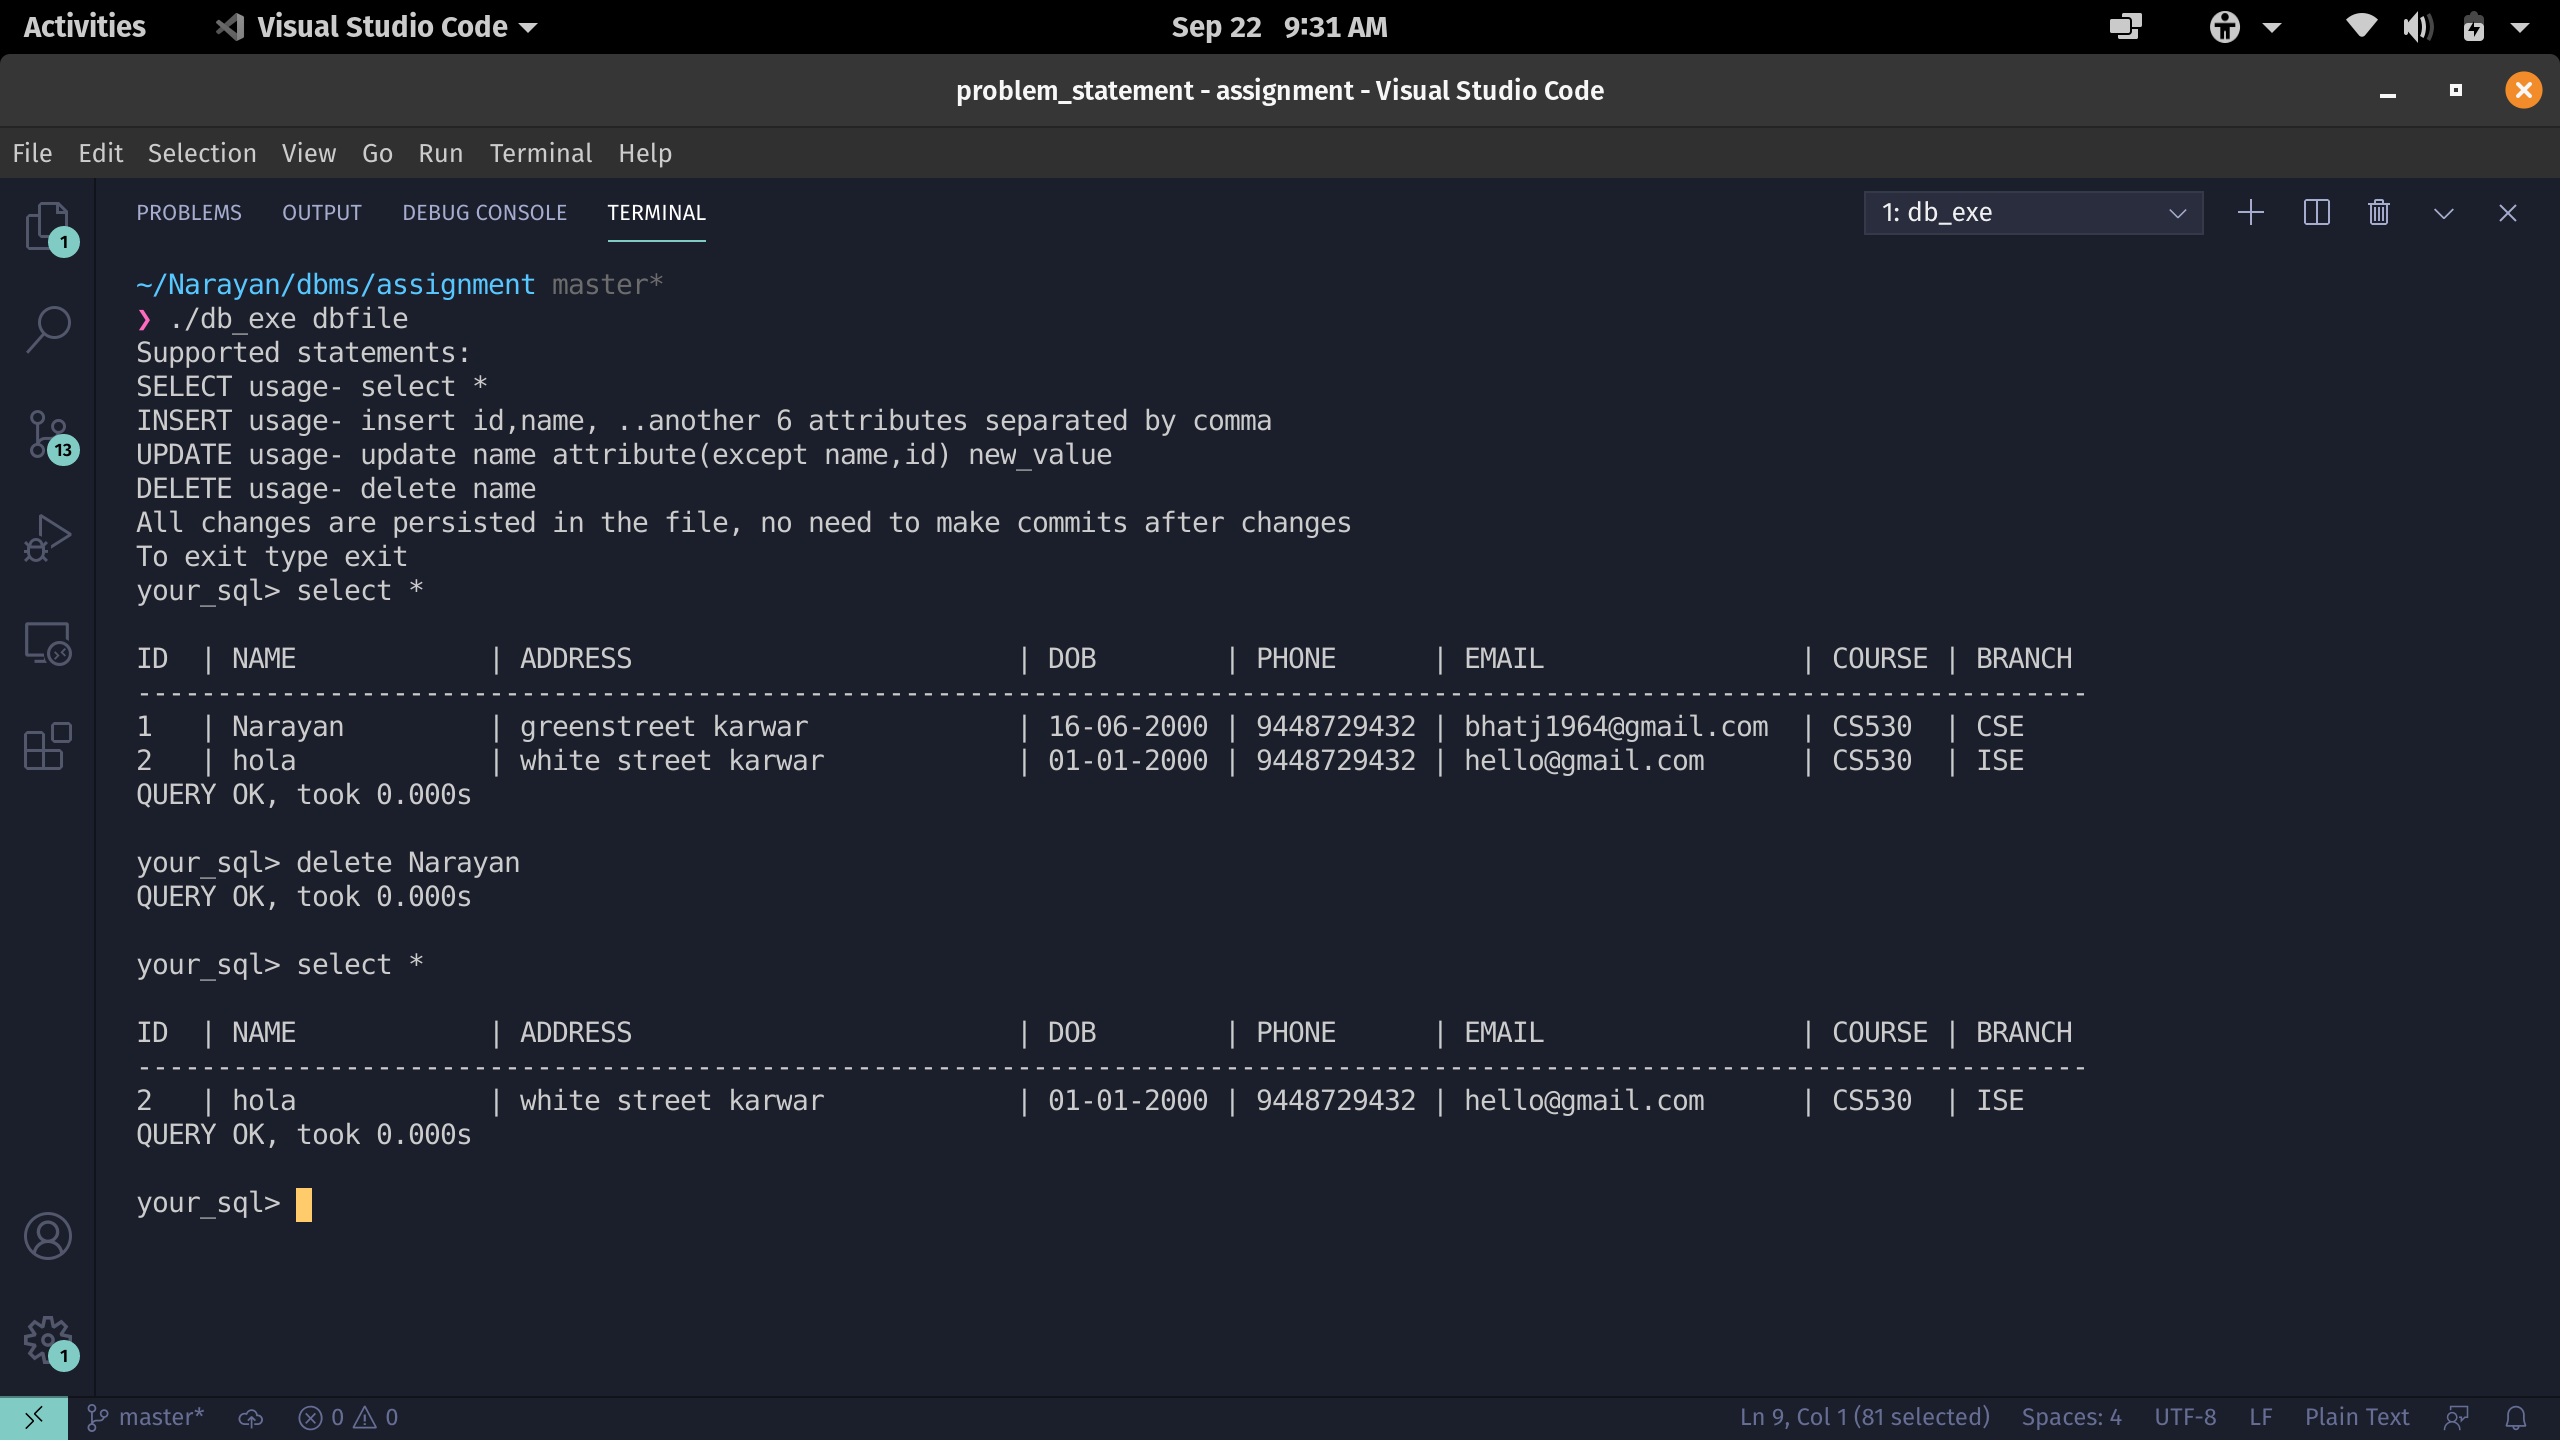 Activities Visual Studio Code Sep 22 9:31 AM
problem_statement - assignment - Visual Studio Code
File Edit Selection View Go Run Terminal Help
PROBLEMS OUTPUT DEBUG CONSOLE TERMINAL 1: db_exe
1
13
~/Narayan/dbms/assignment master*
❯ ./db_exe dbfile
Supported statements:
SELECT usage- select *
INSERT usage- insert id,name, ..another 6 attributes separated by comma
UPDATE usage- update name attribute(except name,id) new_value
DELETE usage- delete name
All changes are persisted in the file, no need to make commits after changes
To exit type exit
your_sql> select *
ID | NAME | ADDRESS | DOB | PHONE | EMAIL | COURSE | BRANCH
--------------------------------------------------------------------------------------------------------------------------
1 | Narayan | greenstreet karwar | 16-06-2000 | 9448729432 | bhatj1964@gmail.com | CS530 | CSE
2 | hola | white street karwar | 01-01-2000 | 9448729432 | hello@gmail.com | CS530 | ISE
QUERY OK, took 0.000s
your_sql> delete Narayan
QUERY OK, took 0.000s
your_sql> select *
ID | NAME | ADDRESS | DOB | PHONE | EMAIL | COURSE | BRANCH
--------------------------------------------------------------------------------------------------------------------------
2 | hola | white street karwar | 01-01-2000 | 9448729432 | hello@gmail.com | CS530 | ISE
QUERY OK, took 0.000s
your_sql>
1
master* 0 0 Ln 9, Col 1 (81 selected) Spaces: 4 UTF-8 LF Plain Text